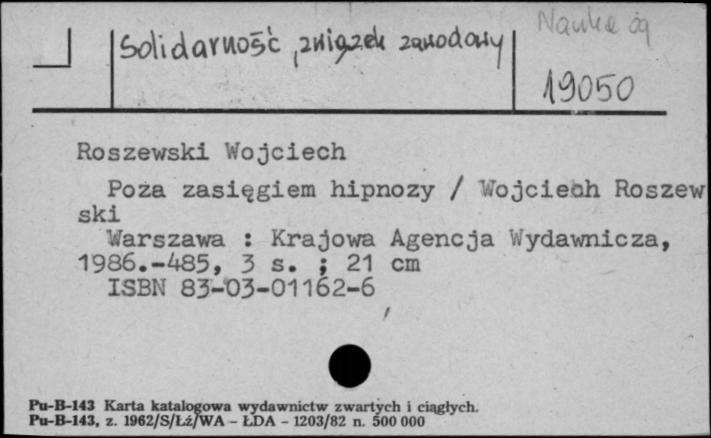 Nauka óg
Solidarność, związek zawodowy
19050
Roszewski Wojciech
Poza zasięgiem hipnozy / Wojciech Roszew
ski
Warszawa : Krajowa Agencja Wydawnicza,
1986.-485, 3 s. ; 21 cm
ISBN 83-03-01162-6
Pu-B-143 Karta katalogowa wydawnictw zwartych i ciągłych.
Pu-B-143, z. 1962/S/Łź/WA - ŁDA - 1203/82 n. 500 000